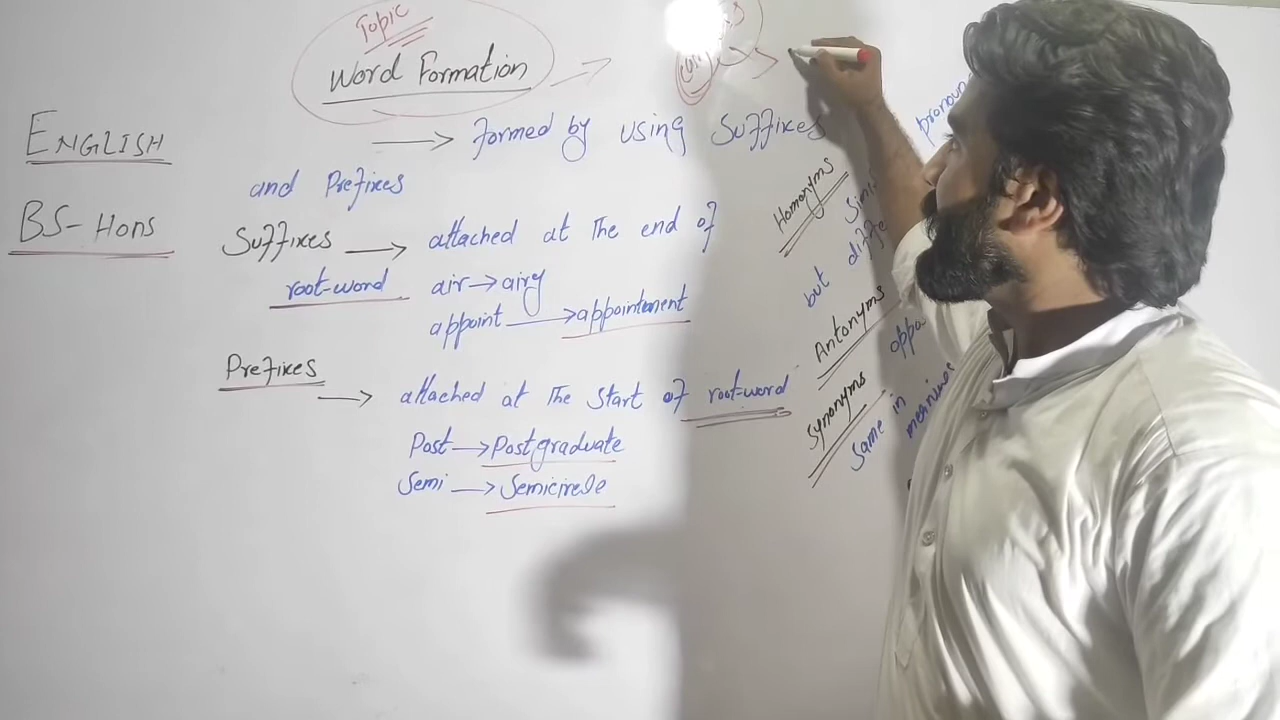 Topic
Word Formation
ENGLISH
BS-Hons
Formed by using Suffixes
and Prefixes
Suffixes → attached at the end of
root-word
air → airy
appoint → appointment
Prefixes
→ attached at the start of root-word
Post → Postgraduate
Semi → Semicircle
Homonyms
but
Antonyms
Synonyms
Same in
meanings